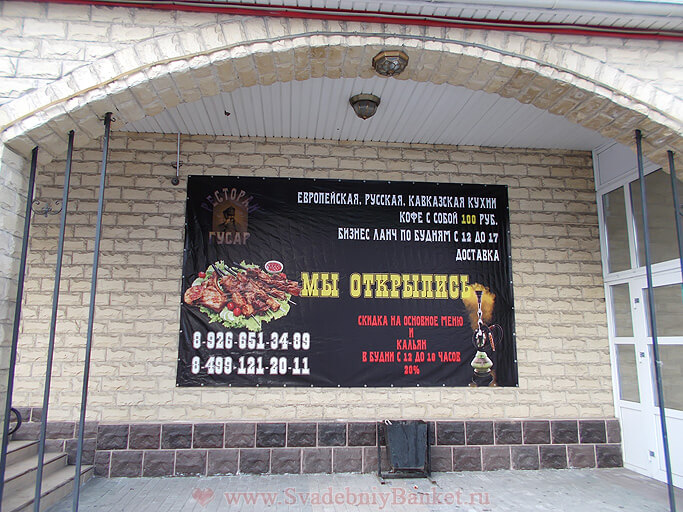 РЕСТОРАН
ГУСАР
ЕВРОПЕЙСКАЯ, РУССКАЯ, КАВКАЗСКАЯ КУХНИ
КОФЕ С СОБОЙ 100 РУБ.
БИЗНЕС ЛАНЧ ПО БУДНЯМ С 12 ДО 17
ДОСТАВКА
МЫ ОТКРЫЛИСЬ
СКИДКА НА ОСНОВНОЕ МЕНЮ
И
КАЛЬЯН
В БУДНИ С 12 ДО 18 ЧАСОВ
20%
8-926-651-34-89
8-499-121-20-11
www.SvadebniyBanket.ru